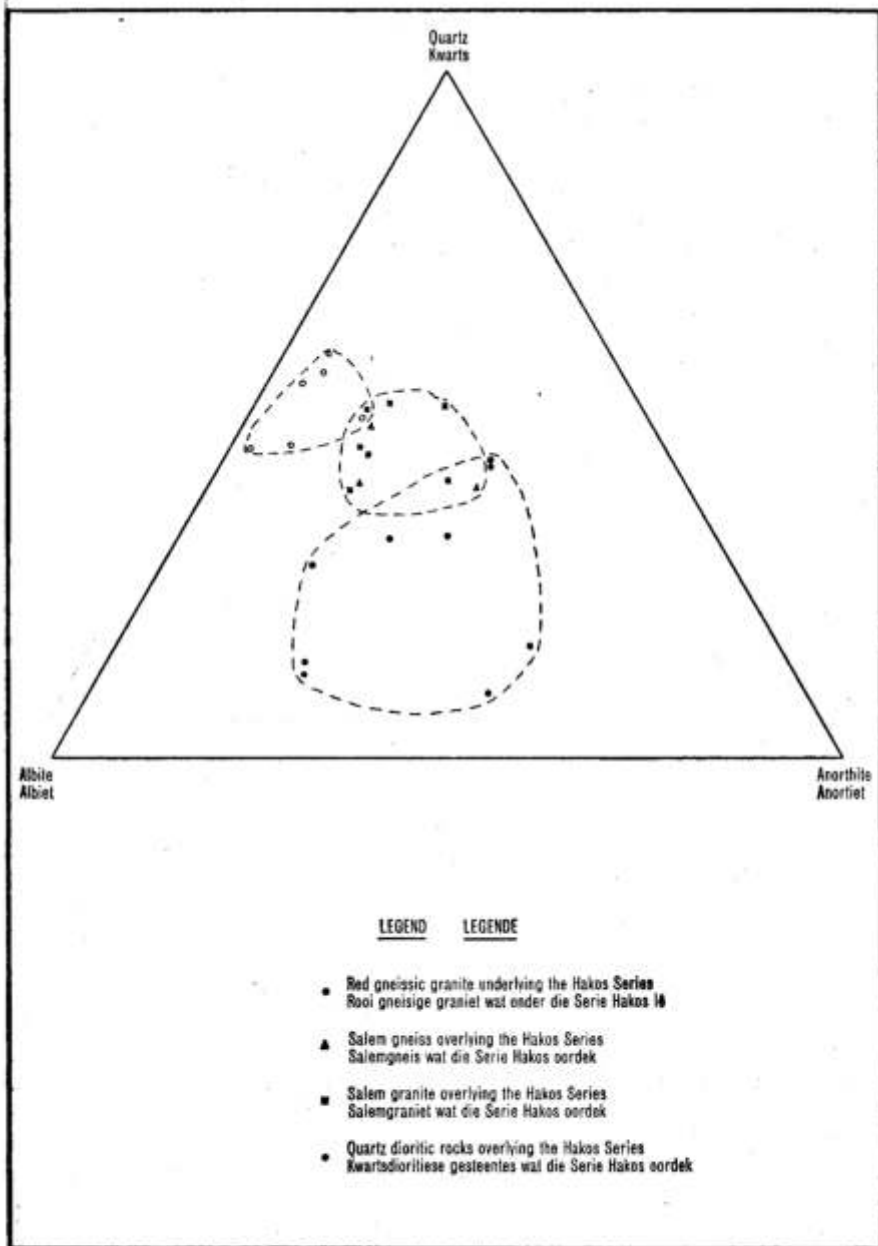 Quartz
Kwarts
Albite
Albiet
Anorthite
Anortiet
LEGEND LEGENDE
Red gneissic granite underlying the Hakos Series
Rooi gneisige graniet wat onder die Serie Hakos lê
Salem gneiss overlying the Hakos Series
Salemgneis wat die Serie Hakos oordek
Salem granite overlying the Hakos Series
Salemgraniet wat die Serie Hakos oordek
Quartz dioritic rocks overlying the Hakos Series
Kwartsdioritiese gesteentes wat die Serie Hakos oordek